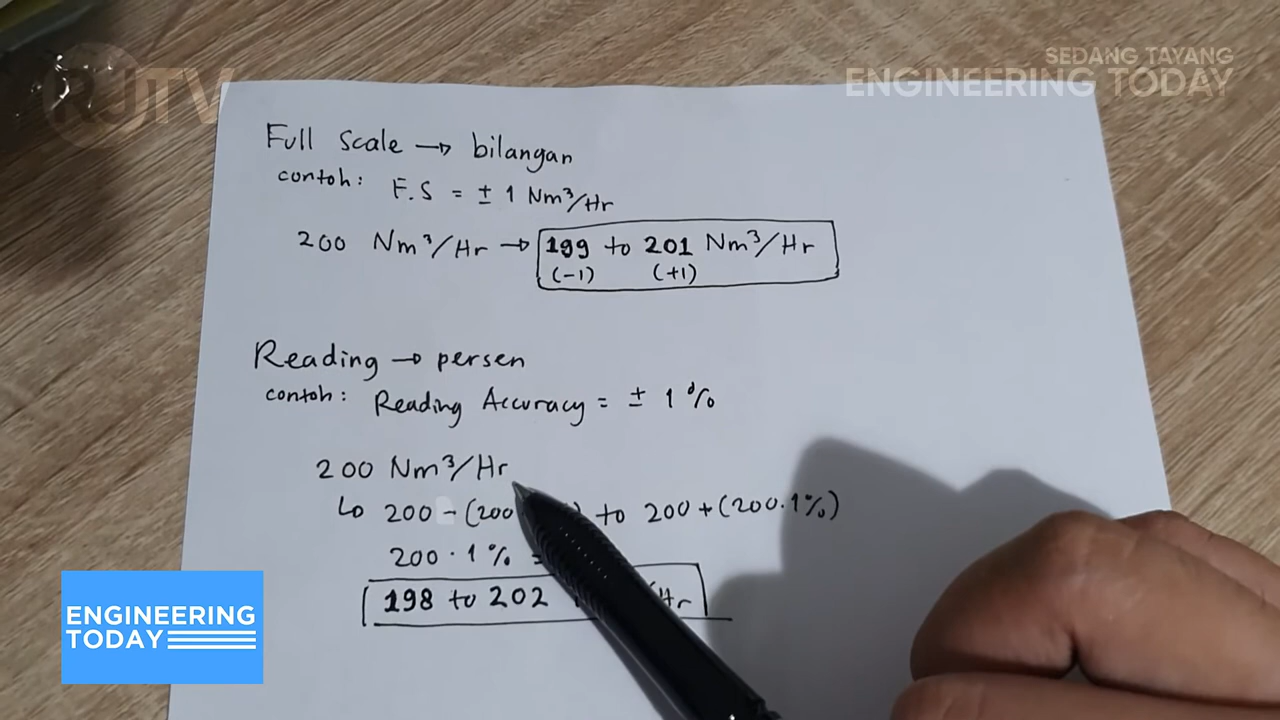 RJTV
SEDANG TAYANG
ENGINEERING TODAY
Full Scale → bilangan
contoh: F.S = ± 1 Nm³/Hr
200 Nm³/Hr → 199 to 201 Nm³/Hr
(-1) (+1)
Reading → persen
contoh: Reading Accuracy = ± 1 %
200 Nm³/Hr
↳ 200 - (200 ) to 200 + (200.1%)
200 · 1 % =
198 to 202 /Hr
ENGINEERING
TODAY